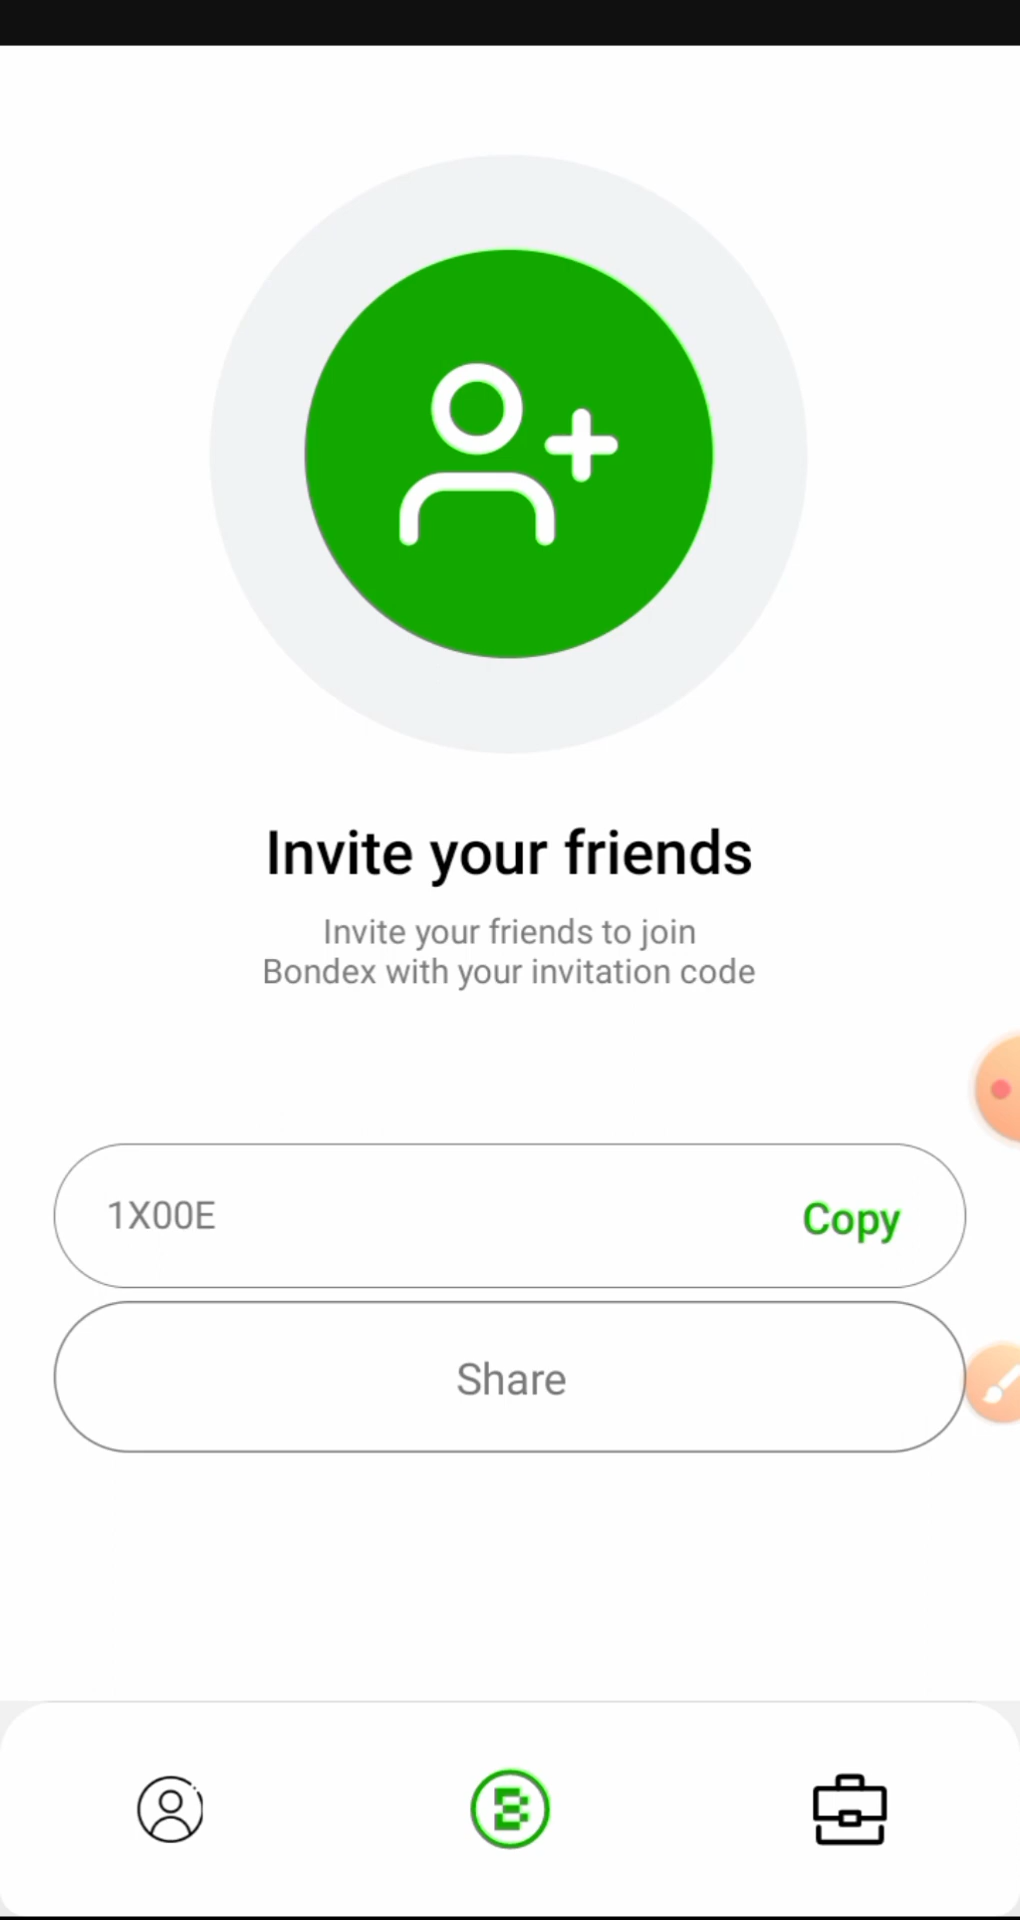 Invite your friends
Invite your friends to join
Bondex with your invitation code
1X00E
Copy
Share